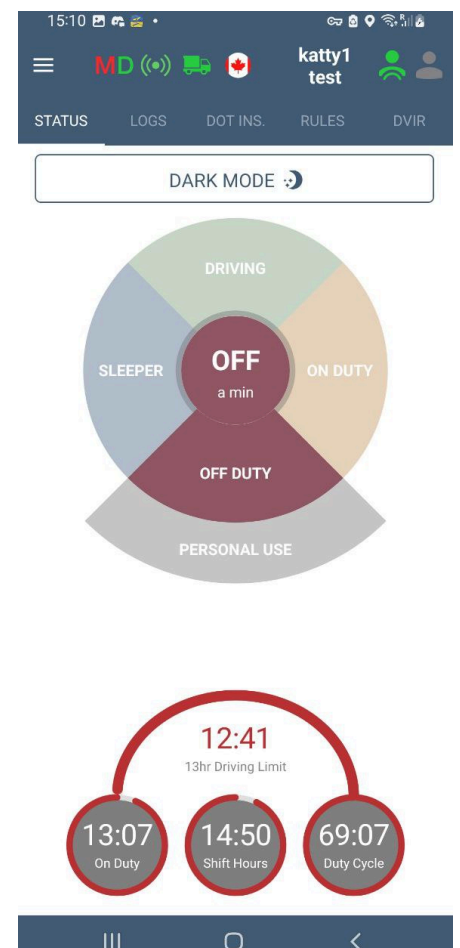 15:10
MD
katty1
test
STATUS LOGS DOT INS. RULES DVIR
DARK MODE
DRIVING
SLEEPER
OFF
a min
ON DUTY
OFF DUTY
PERSONAL USE
12:41
13hr Driving Limit
13:07 14:50 69:07
On Duty Shift Hours Duty Cycle